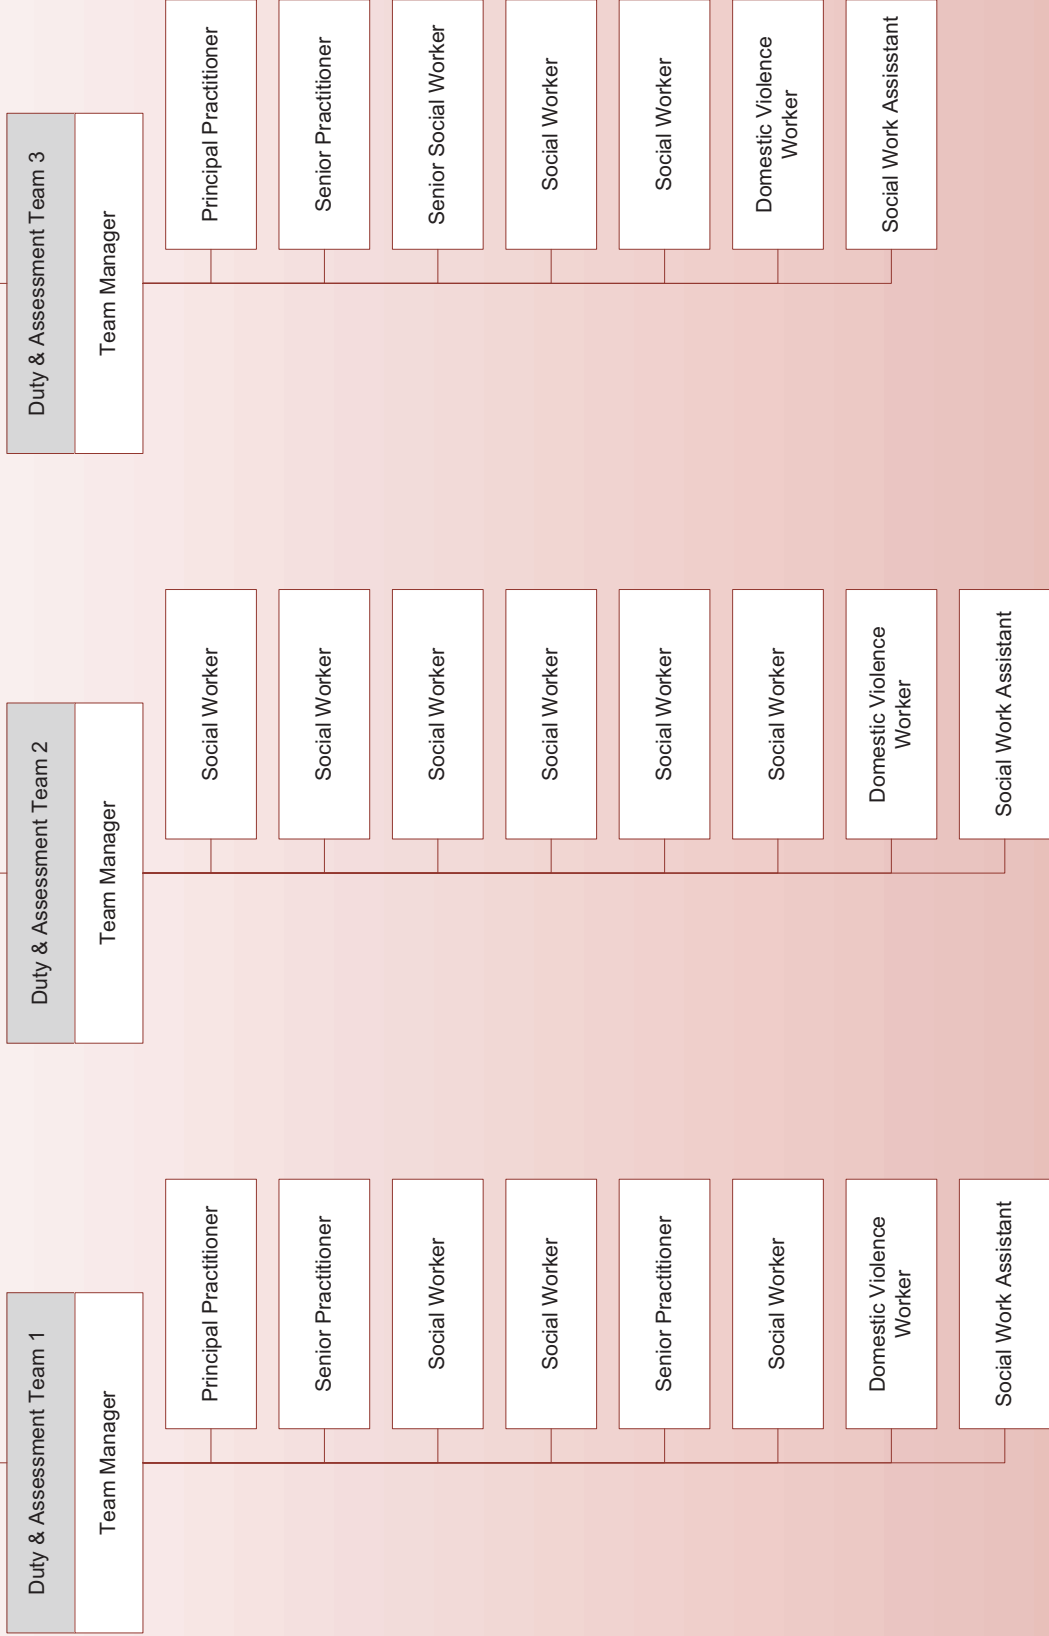 Duty & Assessment Team 1
Team Manager
Principal Practitioner
Senior Practitioner
Social Worker
Social Worker
Senior Practitioner
Social Worker
Domestic Violence
Worker
Social Work Assistant
Duty & Assessment Team 2
Team Manager
Social Worker
Social Worker
Social Worker
Social Worker
Social Worker
Social Worker
Domestic Violence
Worker
Social Work Assistant
Duty & Assessment Team 3
Team Manager
Principal Practitioner
Senior Practitioner
Senior Social Worker
Social Worker
Social Worker
Domestic Violence
Worker
Social Work Assisstant